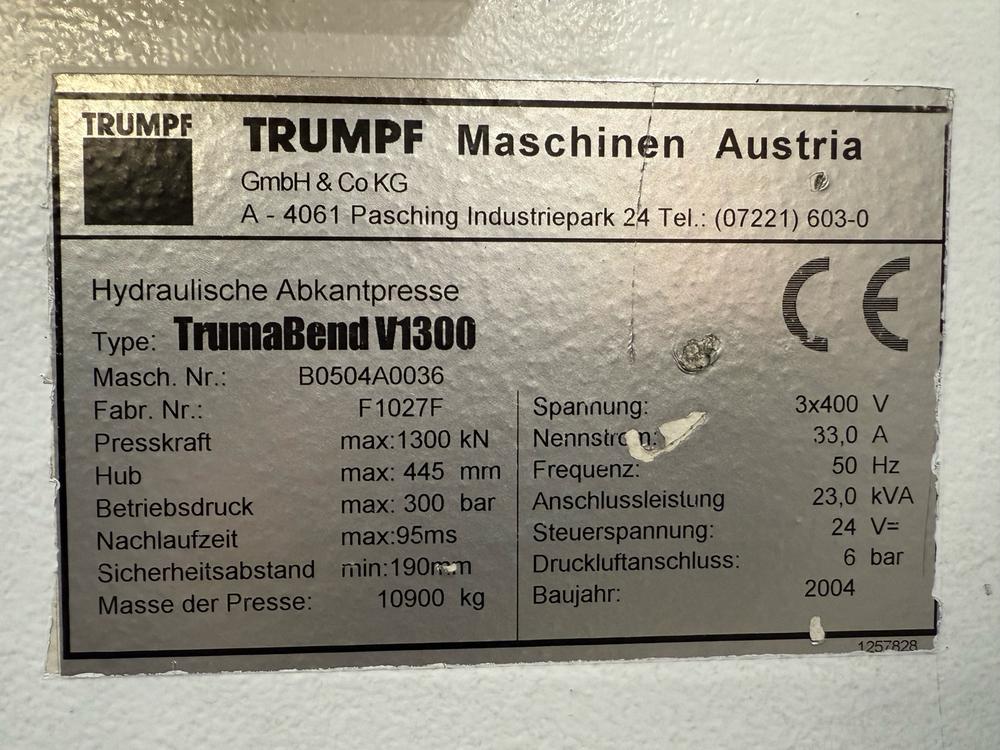 TRUMPF
TRUMPF Maschinen Austria
GmbH & Co KG
A - 4061 Pasching Industriepark 24 Tel.: (07221) 603-0
CE
Hydraulische Abkantpresse
Type: TrumaBend V1300
Masch. Nr.: B0504A0036
Fabr. Nr.: F1027F
Presskraft max:1300 kN
Hub max: 445 mm
Betriebsdruck max: 300 bar
Nachlaufzeit max:95ms
Sicherheitsabstand min:190mm
Masse der Presse: 10900 kg
Spannung: 3x400 V
Nennstrom: 33,0 A
Frequenz: 50 Hz
Anschlussleistung 23,0 kVA
Steuerspannung: 24 V=
Druckluftanschluss: 6 bar
Baujahr: 2004
1257828